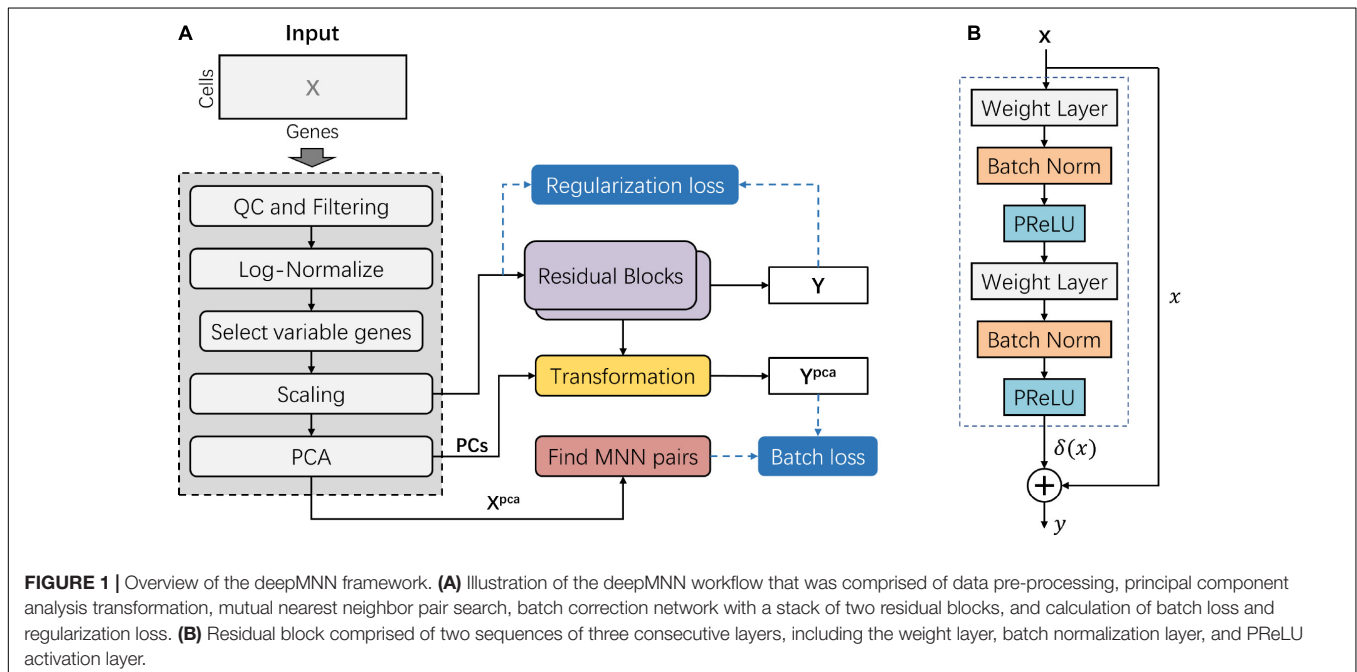 A
Input
Cells
X
Genes
QC and Filtering
Log-Normalize
Select variable genes
Scaling
PCA
PCs
X^pca
Regularization loss
Residual Blocks
Y
Transformation
Y^pca
Find MNN pairs
Batch loss
B
X
Weight Layer
Batch Norm
PReLU
Weight Layer
Batch Norm
PReLU
x
δ(x)
+
y
FIGURE 1 | Overview of the deepMNN framework. (A) Illustration of the deepMNN workflow that was comprised of data pre-processing, principal component
analysis transformation, mutual nearest neighbor pair search, batch correction network with a stack of two residual blocks, and calculation of batch loss and
regularization loss. (B) Residual block comprised of two sequences of three consecutive layers, including the weight layer, batch normalization layer, and PReLU
activation layer.